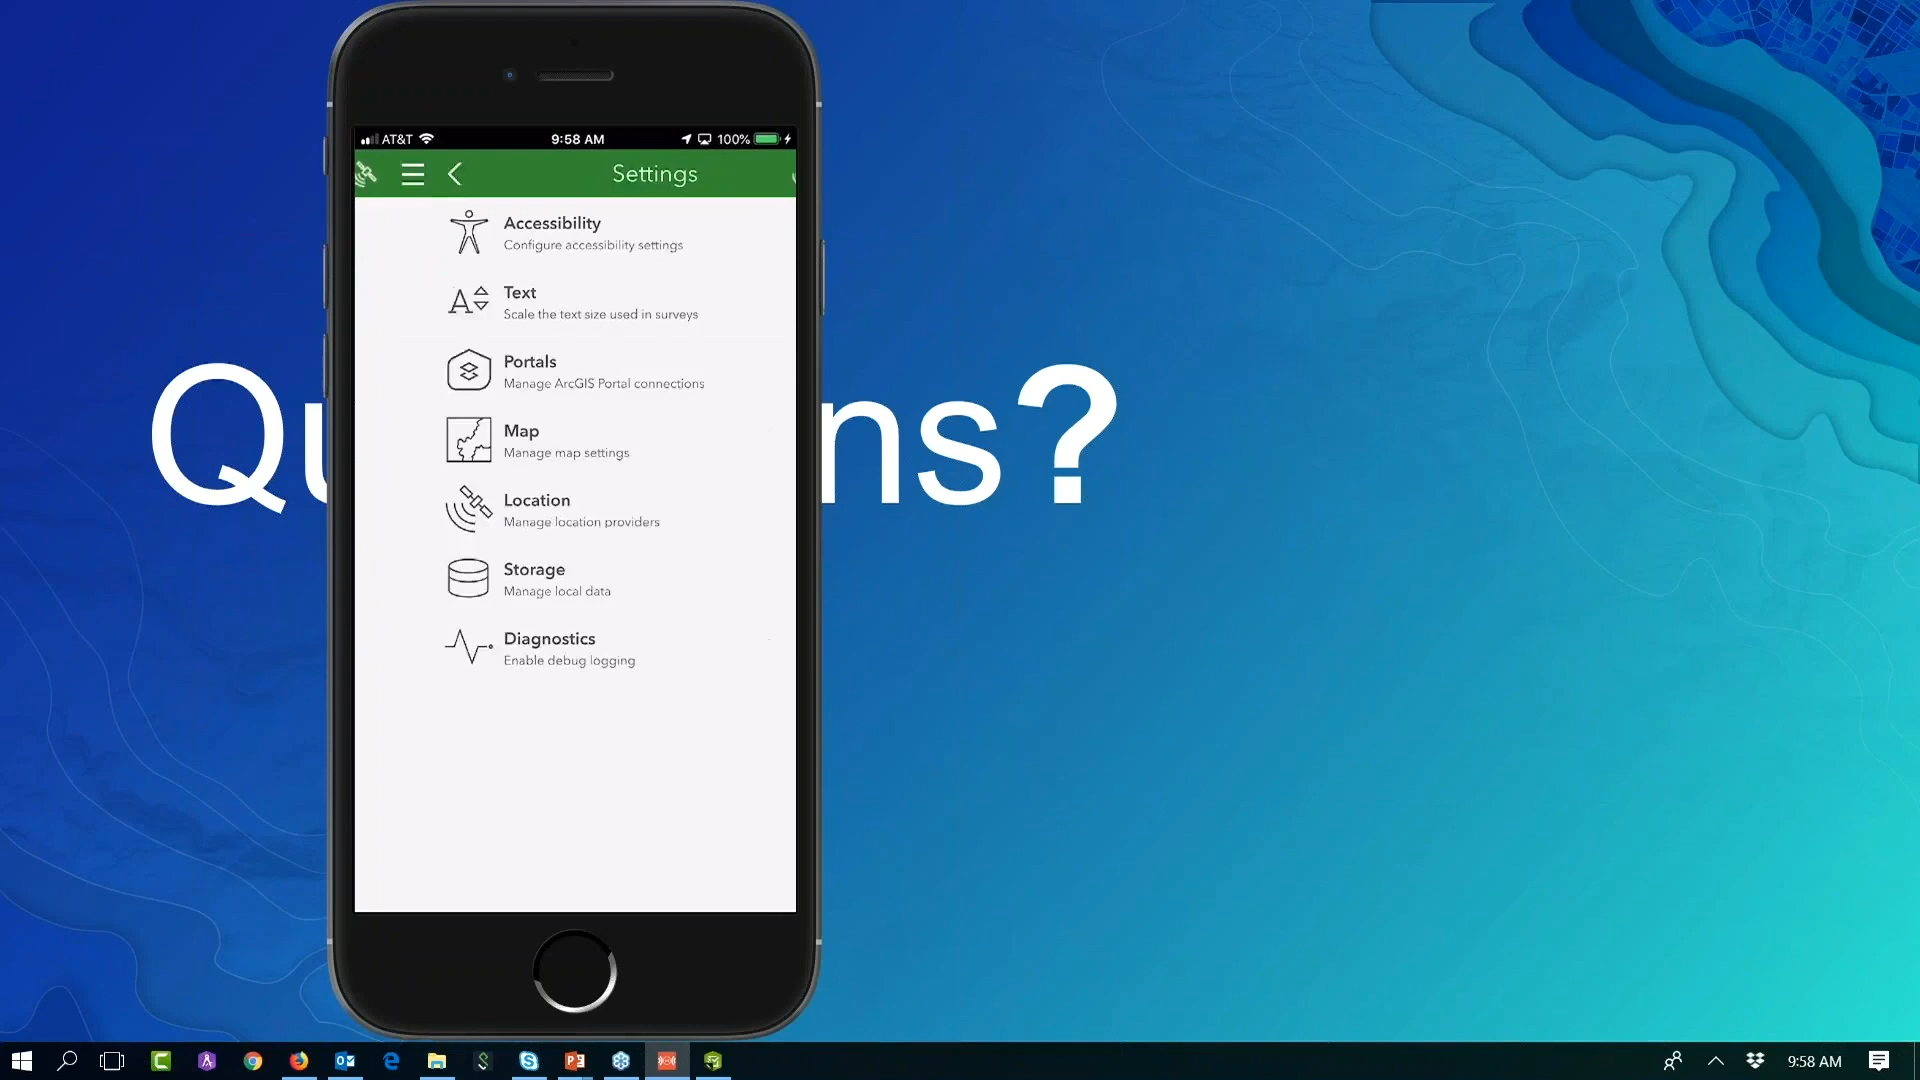 AT&T 9:58 AM 100%
Settings
Accessibility
Configure accessibility settings
Text
Scale the text size used in surveys
Portals
Manage ArcGIS Portal connections
Map
Manage map settings
Location
Manage location providers
Storage
Manage local data
Diagnostics
Enable debug logging
Qu ns?
9:58 AM